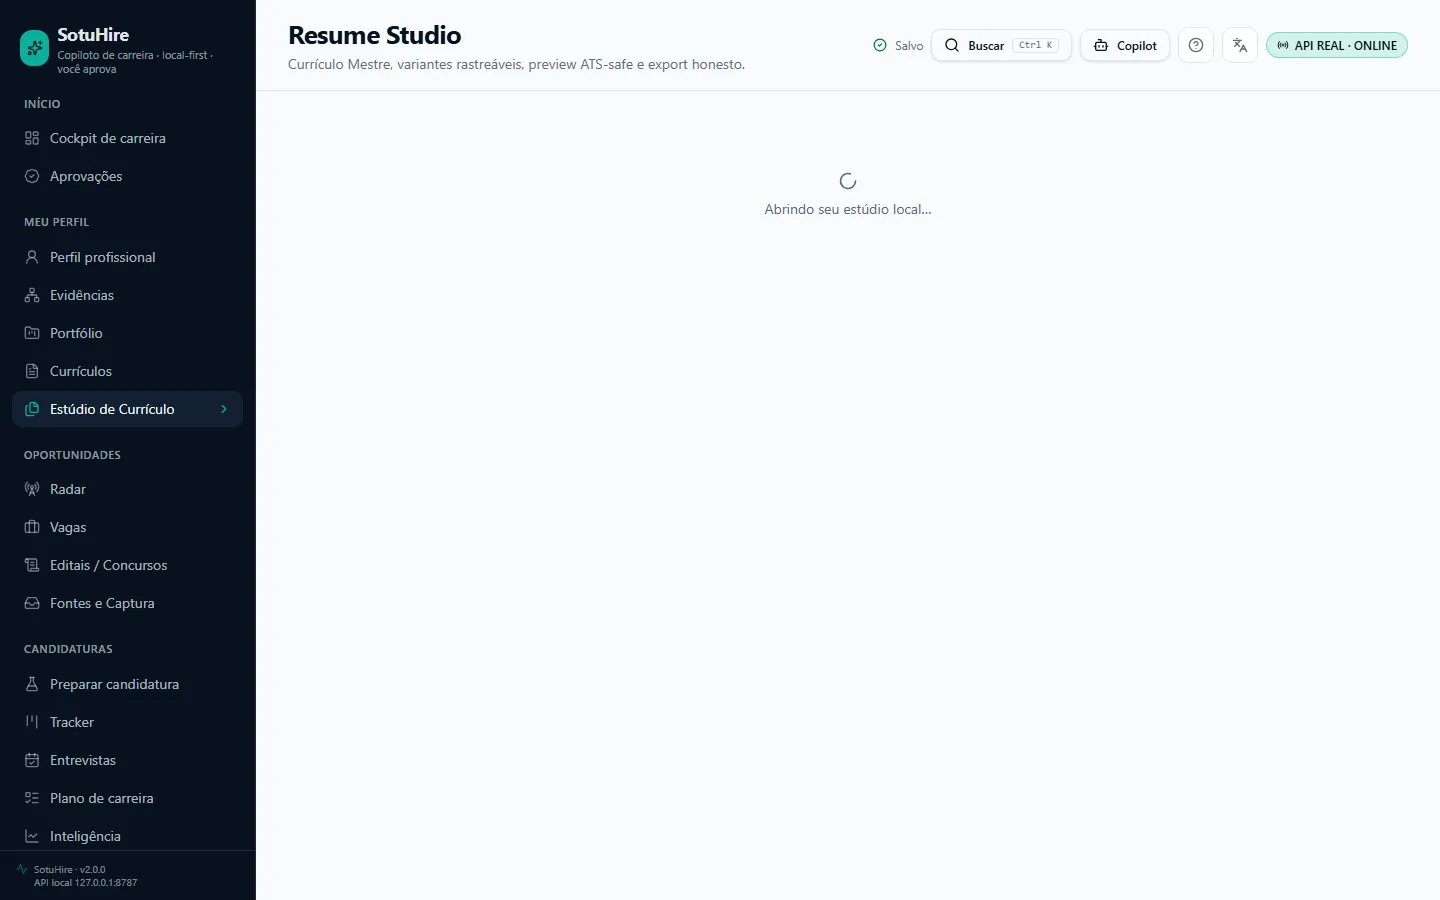 SotuHire
Copiloto de carreira · local-first ·
você aprova
INÍCIO
Cockpit de carreira
Aprovações
MEU PERFIL
Perfil profissional
Evidências
Portfólio
Currículos
Estúdio de Currículo
OPORTUNIDADES
Radar
Vagas
Editais / Concursos
Fontes e Captura
CANDIDATURAS
Preparar candidatura
Tracker
Entrevistas
Plano de carreira
Inteligência
SotuHire · v2.0.0
API local 127.0.0.1:8787
Resume Studio
Currículo Mestre, variantes rastreáveis, preview ATS-safe e export honesto.
Salvo
Buscar Ctrl K
Copilot
API REAL · ONLINE
Abrindo seu estúdio local...